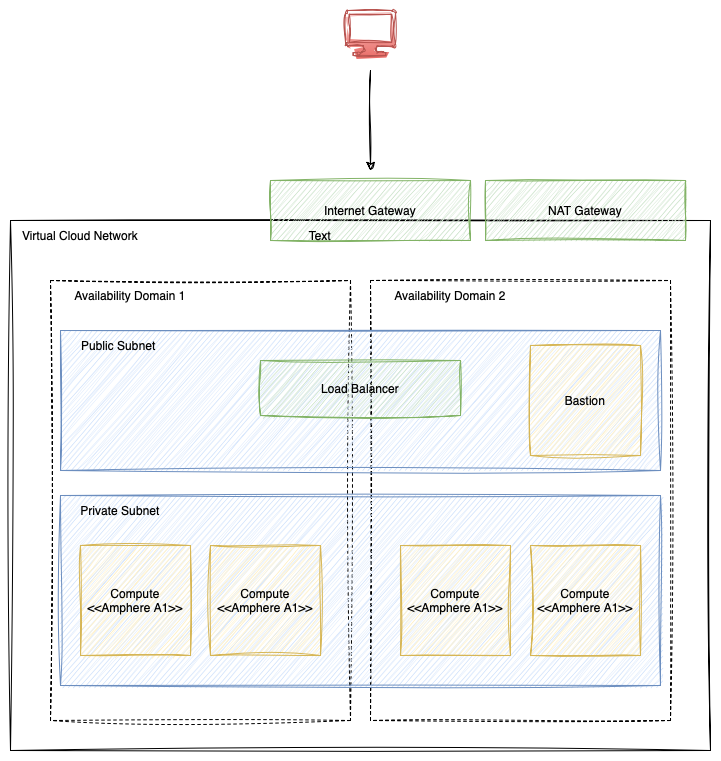 Internet Gateway
NAT Gateway
Virtual Cloud Network
Text
Availability Domain 1
Availability Domain 2
Public Subnet
Load Balancer
Bastion
Private Subnet
Compute
<<Amphere A1>>
Compute
<<Amphere A1>>
Compute
<<Amphere A1>>
Compute
<<Amphere A1>>